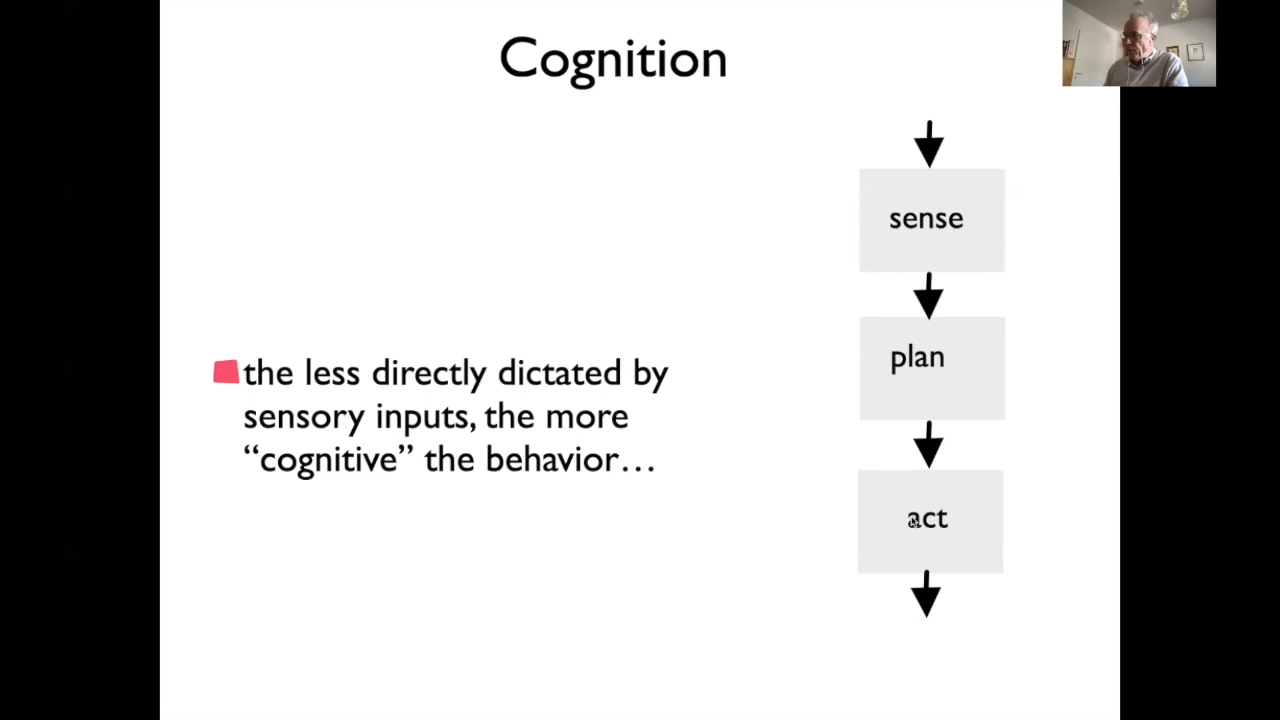 Cognition
sense
plan
the less directly dictated by
sensory inputs, the more
“cognitive” the behavior…
act